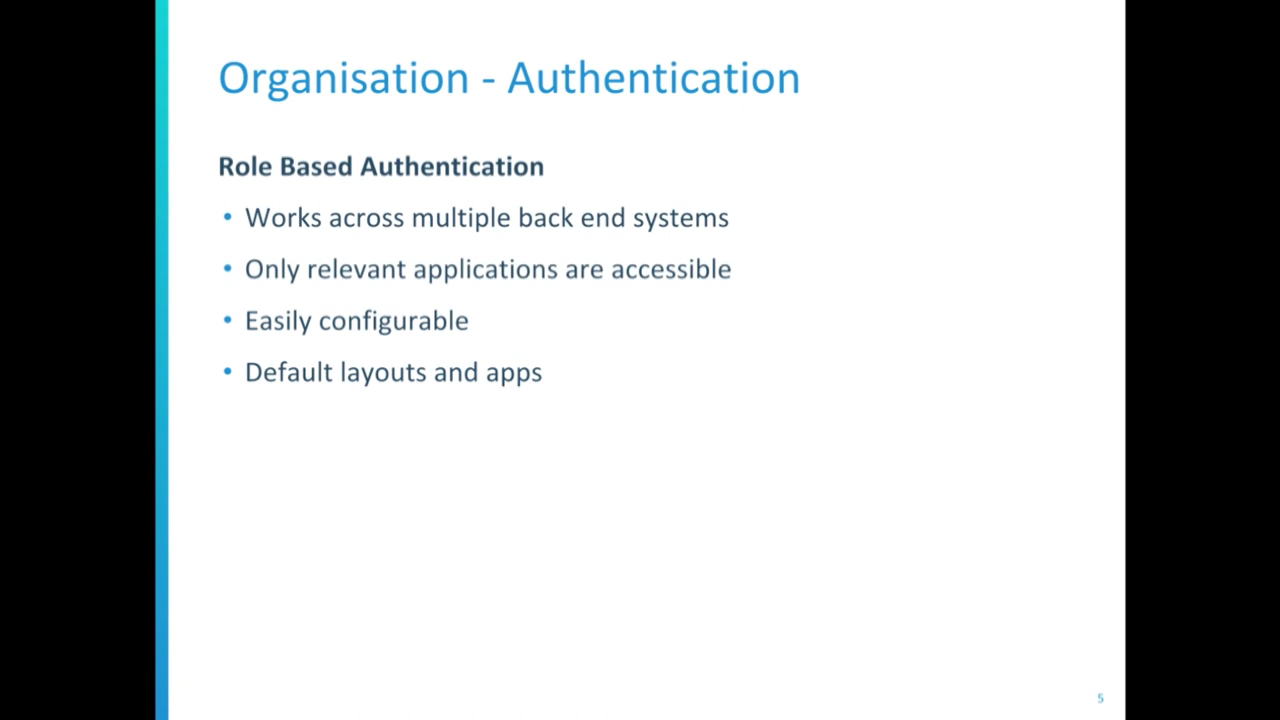 Organisation - Authentication
Role Based Authentication
• Works across multiple back end systems
• Only relevant applications are accessible
• Easily configurable
• Default layouts and apps
5